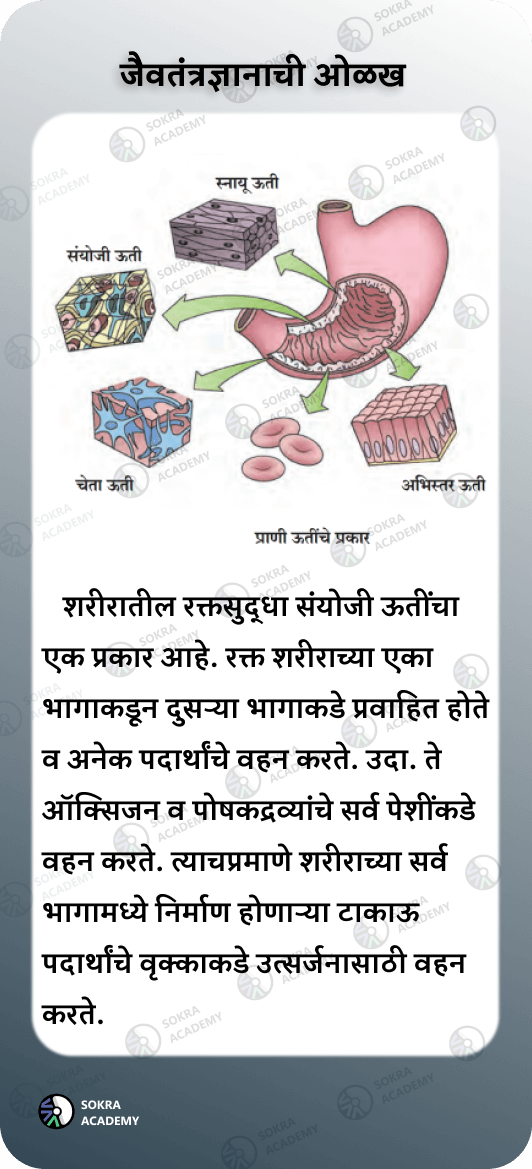 जैवतंत्रज्ञानाची ओळख
स्नायू ऊती
संयोजी ऊती
चेता ऊती
अभिस्तर ऊती
प्राणी ऊतींचे प्रकार
शरीरातील रक्तसुद्धा संयोजी ऊतींचा
एक प्रकार आहे. रक्त शरीराच्या एका
भागाकडून दुसऱ्या भागाकडे प्रवाहित होते
व अनेक पदार्थांचे वहन करते. उदा. ते
ऑक्सिजन व पोषकद्रव्यांचे सर्व पेशींकडे
वहन करते. त्याचप्रमाणे शरीराच्या सर्व
भागामध्ये निर्माण होणाऱ्या टाकाऊ
पदार्थांचे वृक्काकडे उत्सर्जनासाठी वहन
करते.
SOKRA
ACADEMY